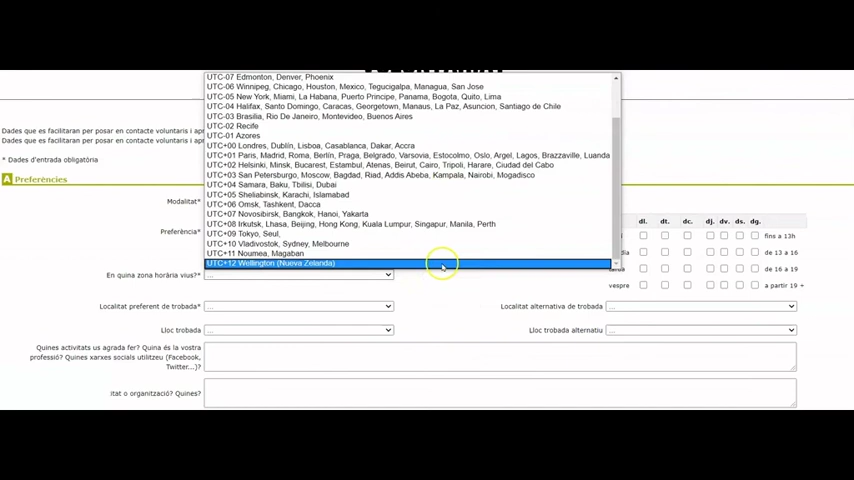 UTC-07 Edmonton, Denver, Phoenix
UTC-06 Winnipeg, Chicago, Houston, Mexico, Tegucigalpa, Managua, San Jose
UTC-05 New York, Miami, La Habana, Puerto Principe, Panama, Bogota, Quito, Lima
UTC-04 Halifax, Santo Domingo, Caracas, Georgetown, Manaus, La Paz, Asuncion, Santiago de Chile
UTC-03 Brasilia, Rio De Janeiro, Montevideo, Buenos Aires
UTC-02 Recife
Dades que es facilitaran per posar en contacte voluntaris i apr
UTC-01 Azores
Dades que es facilitaran per posar en contacte voluntaris i apr
UTC+00 Londres, Dublín, Lisboa, Casablanca, Dakar, Accra
UTC+01 Paris, Madrid, Roma, Berlín, Praga, Belgrado, Varsovia, Estocolmo, Oslo, Argel, Lagos, Brazzaville, Luanda
* Dades d'entrada obligatòria
UTC+02 Helsinki, Minsk, Bucarest, Estambul, Atenas, Beirut, Cairo, Tripoli, Harare, Ciudad del Cabo
UTC+03 San Petersburgo, Moscow, Bagdad, Riad, Addis Abeba, Kampala, Nairobi, Mogadisco
A Preferències
UTC+04 Samara, Baku, Tbilisi, Dubai
UTC+05 Sheliabinsk, Karachi, Islamabad
Modalitat*
UTC+06 Omsk, Tashkent, Dacca
UTC+07 Novosibirsk, Bangkok, Hanoi, Yakarta
UTC+08 Irkutsk, Lhasa, Beijing, Hong Kong, Kuala Lumpur, Singapur, Manila, Perth
dl. dt. dc. dj. dv. ds. dg.
Preferència*
UTC+09 Tokyo, Seul,
fins a 13h
UTC+10 Vladivostok, Sydney, Melbourne
UTC+11 Noumea, Magaban
dia de 13 a 16
UTC+12 Wellington (Nueva Zelanda)
tarda de 16 a 19
En quina zona horària vius?* ...
vespre a partir 19 +
Localitat preferent de trobada* ... Localitat alternativa de trobada ...
Lloc trobada ... Lloc trobada alternatiu ...
Quines activitats us agrada fer? Quina és la vostra
professió? Quines xarxes socials utilitzeu (Facebook,
Twitter...)?
itat o organització? Quines?